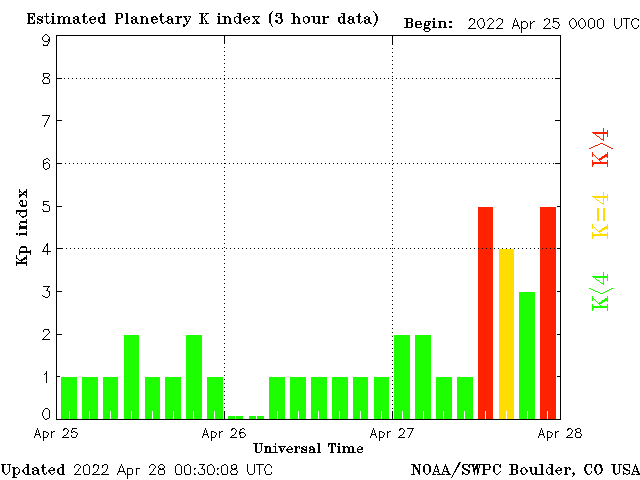 Estimated Planetary K index (3 hour data) Begin: 2022 Apr 25 0000 UTC
9
8
7
6
5
4
3
2
1
0
Kp index
K>4
K=4
K<4
Apr 25 Apr 26 Apr 27 Apr 28
Universal Time
Updated 2022 Apr 28 00:30:08 UTC NOAA/SWPC Boulder, CO USA